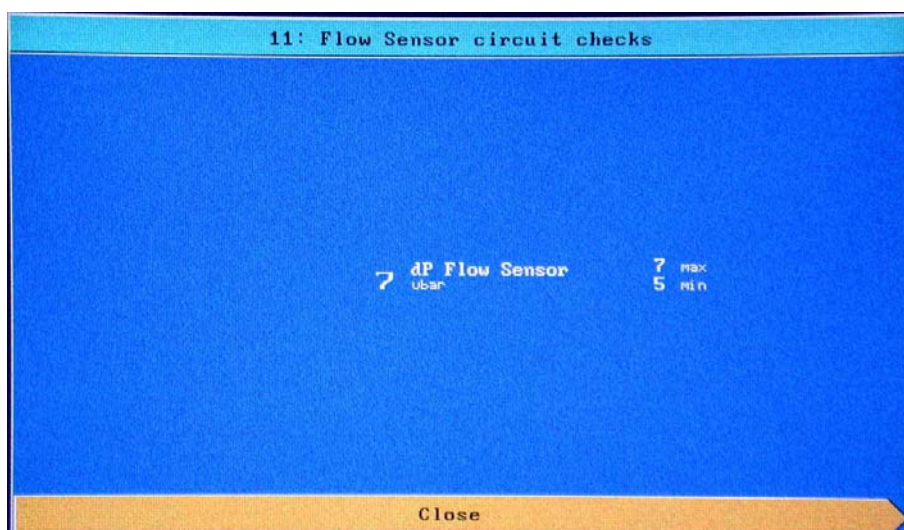 11: Flow Sensor circuit checks
7 dP Flow Sensor 7 max
Ubar 5 min
Close